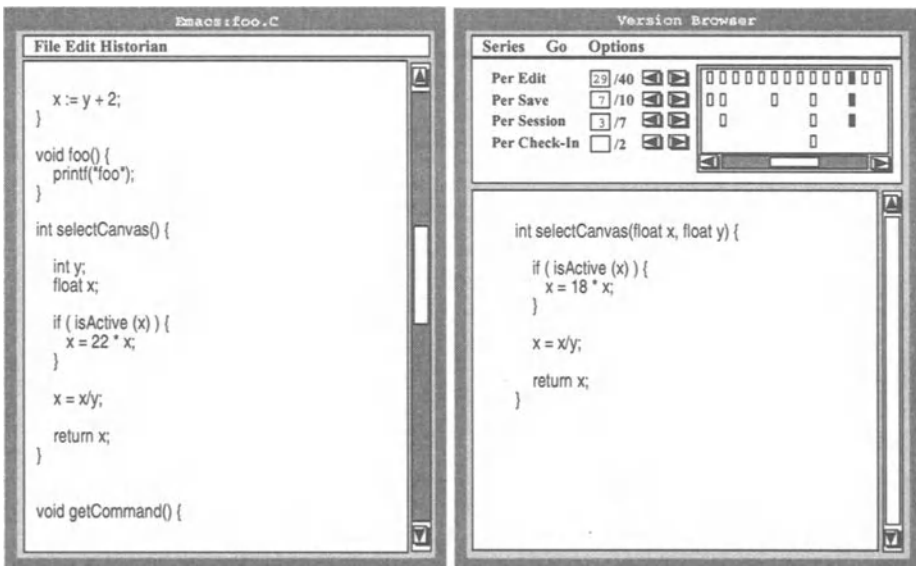 Emacs:foo.C
File Edit Historian
x := y + 2;
}
void foo() {
printf("foo");
}
int selectCanvas() {
int y;
float x;
if ( isActive (x) ) {
x = 22 * x;
}
x = x/y;
return x;
}
void getCommand() {
Version Browser
Series Go Options
Per Edit 29 /40
Per Save 7 /10
Per Session 3 /7
Per Check-In /2
int selectCanvas(float x, float y) {
if ( isActive (x) ) {
x = 18 * x;
}
x = x/y;
return x;
}